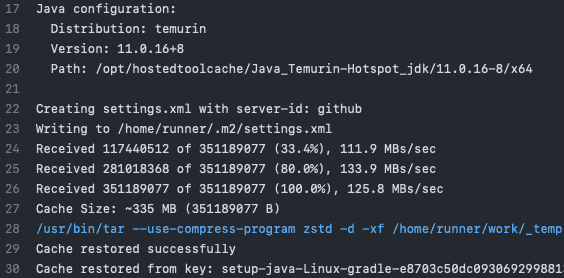 17 Java configuration:
18 Distribution: temurin
19 Version: 11.0.16+8
20 Path: /opt/hostedtoolcache/Java_Temurin-Hotspot_jdk/11.0.16-8/x64
21
22 Creating settings.xml with server-id: github
23 Writing to /home/runner/.m2/settings.xml
24 Received 117440512 of 351189077 (33.4%), 111.9 MBs/sec
25 Received 281018368 of 351189077 (80.0%), 133.9 MBs/sec
26 Received 351189077 of 351189077 (100.0%), 125.8 MBs/sec
27 Cache Size: ~335 MB (351189077 B)
28 /usr/bin/tar --use-compress-program zstd -d -xf /home/runner/work/_temp
29 Cache restored successfully
30 Cache restored from key: setup-java-Linux-gradle-e8703c50dc093069299881